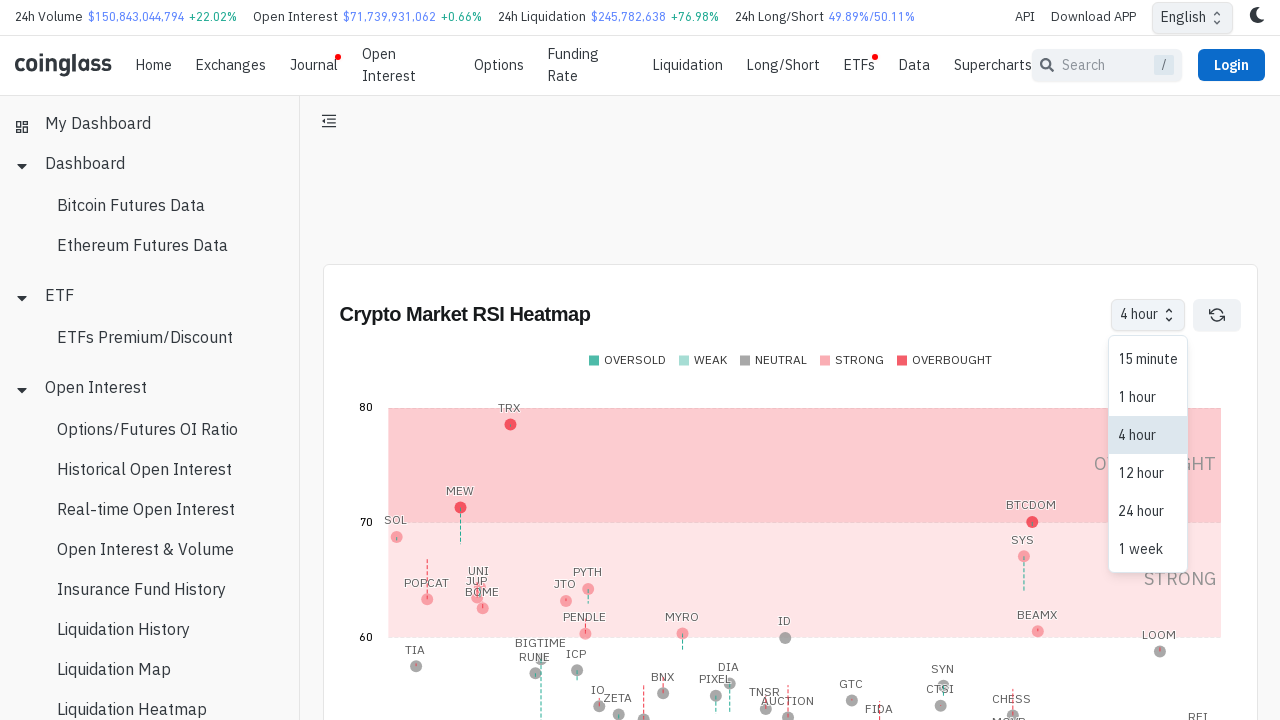 24h Volume $150,843,044,794 +22.02% Open Interest $71,739,931.062 +0.66% 24h Liquidation $245,782,638 +76.98% 24h Long/Short 49.89%/50.11% API Download APP English
coinglass Home Exchanges Journal Open Interest Options Funding Rate Liquidation Long/Short ETFs Data Supercharts Search / Login
My Dashboard
Dashboard
Bitcoin Futures Data
Ethereum Futures Data
ETF
ETFs Premium/Discount
Open Interest
Options/Futures OI Ratio
Historical Open Interest
Real-time Open Interest
Open Interest & Volume
Insurance Fund History
Liquidation History
Liquidation Map
Liquidation Heatmap
Crypto Market RSI Heatmap 4 hour
15 minute
1 hour
4 hour
12 hour
24 hour
1 week
OVERSOLD WEAK NEUTRAL STRONG OVERBOUGHT
80
TRX
MEW
BTCDOM
70
SOL
SYS
UNI
PYTH
STRONG
POPCAT JUP JTO
BOME
PENDLE MYRO ID BEAMX
60
LOOM
TIA BIGTIME ICP
RUNE
DIA SYN
BNX PIXEL GTC CTSI
IO ZETA TNSR AUCTION CHESS
FIDA